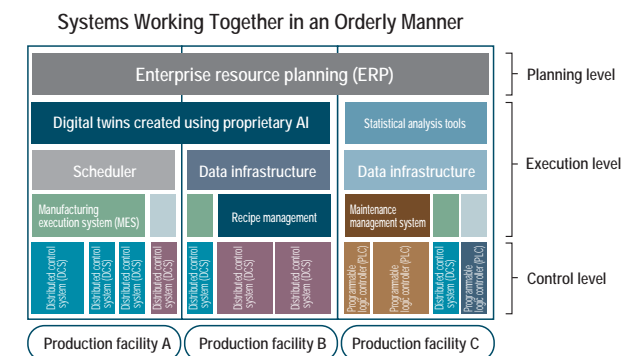 Systems Working Together in an Orderly Manner
Enterprise resource planning (ERP)
Planning level
Digital twins created using proprietary AI
Statistical analysis tools
Execution level
Scheduler
Data infrastructure
Data infrastructure
Manufacturing
execution system (MES)
Recipe management
Maintenance
management system
Distributed control
system (DCS)
Distributed control
system (DCS)
Distributed control
system (DCS)
Distributed control
system (DCS)
Distributed control
system (DCS)
Distributed control
system (DCS)
Distributed control
system (DCS)
Programmable
logic controller (PLC)
Programmable
logic controller (PLC)
Distributed control
system (DCS)
Programmable
logic controller (PLC)
Control level
Production facility A
Production facility B
Production facility C